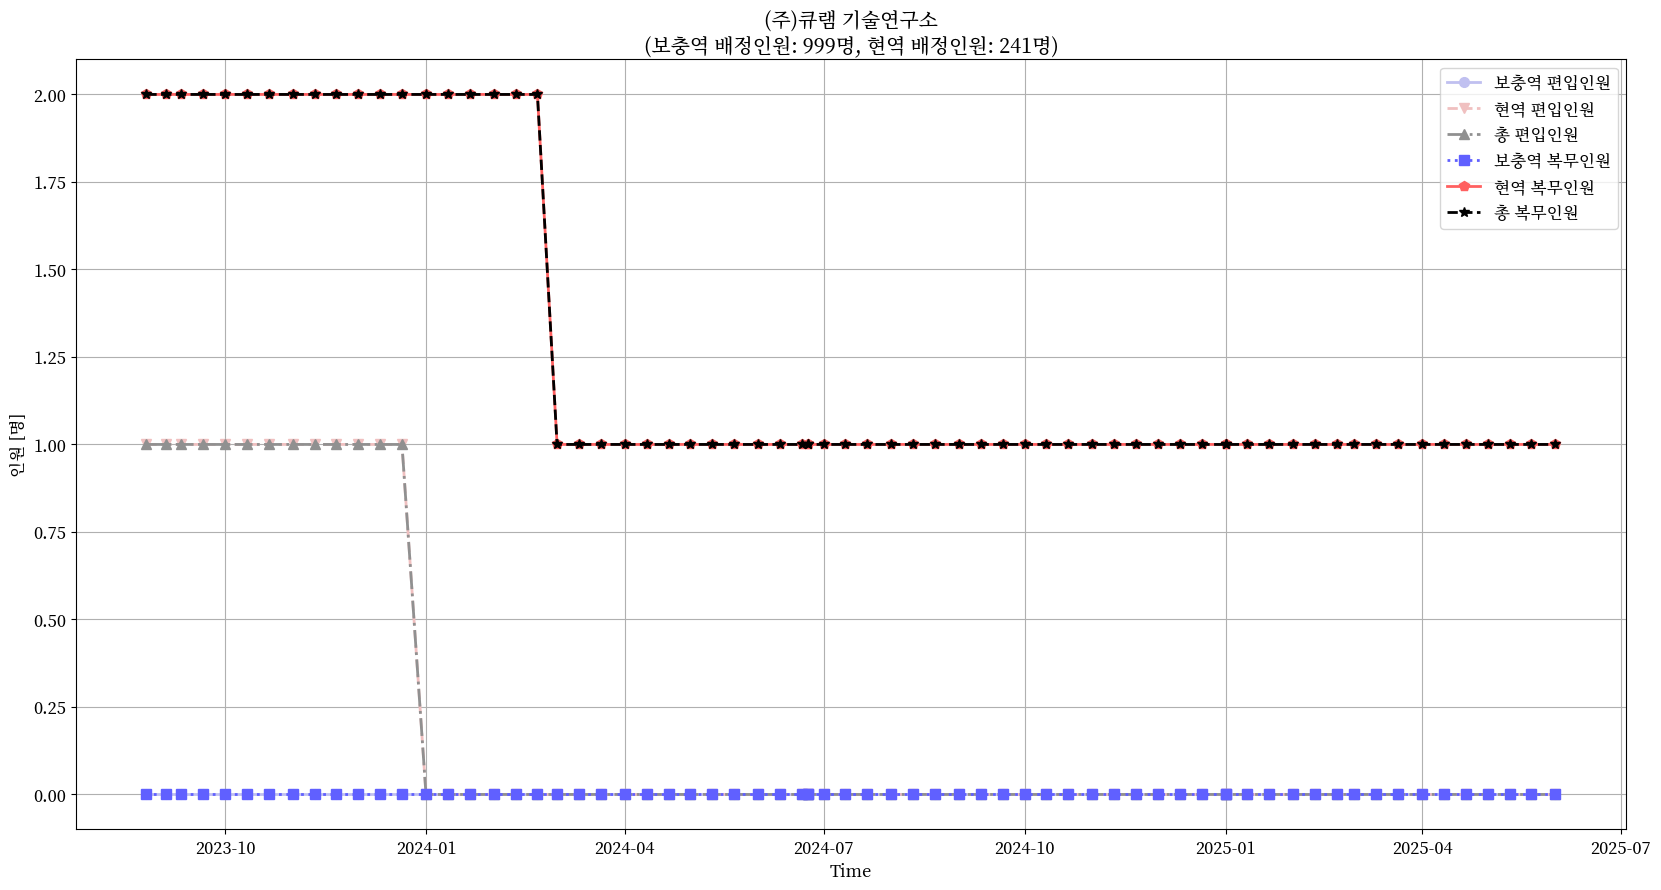 (주)큐램 기술연구소
(보충역 배정인원: 999명, 현역 배정인원: 241명)
보충역 편입인원
현역 편입인원
총 편입인원
보충역 복무인원
현역 복무인원
총 복무인원
인원 [명]
2.00
1.75
1.50
1.25
1.00
0.75
0.50
0.25
0.00
2023-10
2024-01
2024-04
2024-07
2024-10
2025-01
2025-04
2025-07
Time